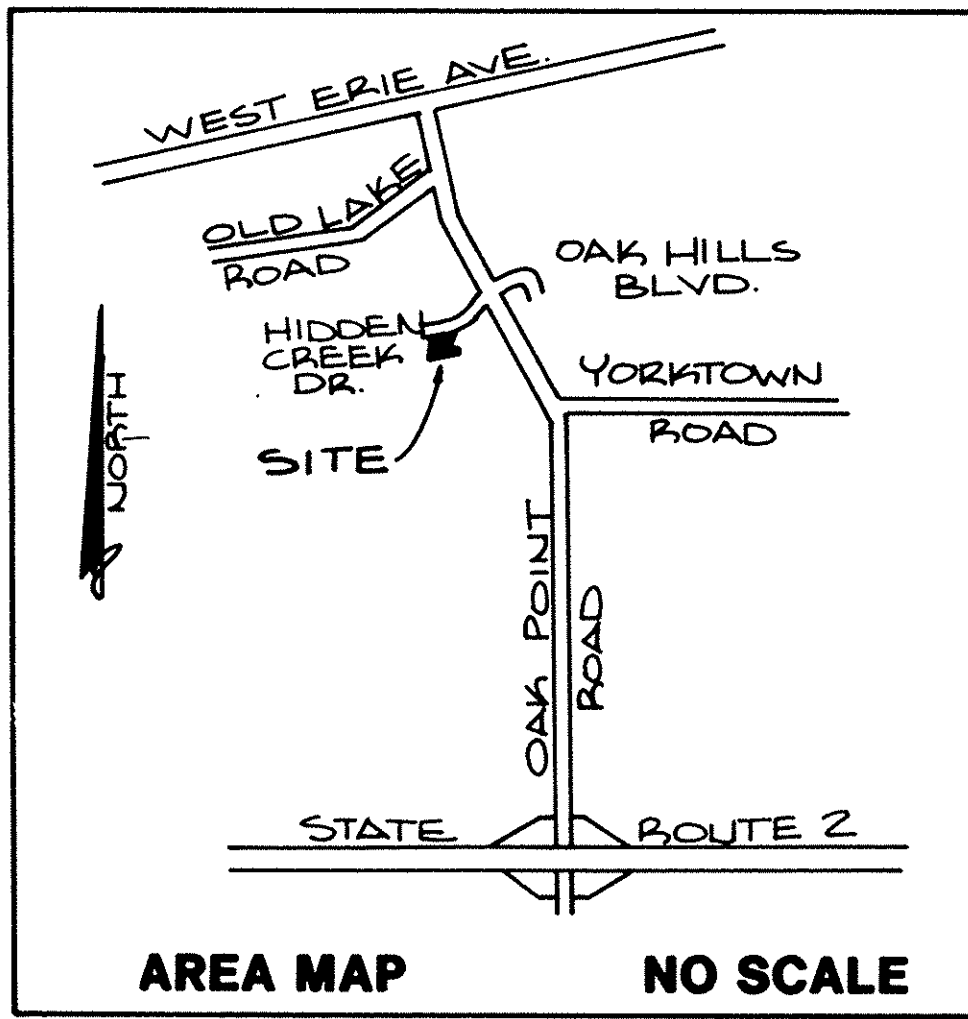 WEST ERIE AVE.
OLD LAKE
ROAD
OAK HILLS
BLVD.
HIDDEN
CREEK
DR.
YORKTOWN
ROAD
SITE
NORTH
OAK POINT
ROAD
STATE ROUTE 2
AREA MAP NO SCALE